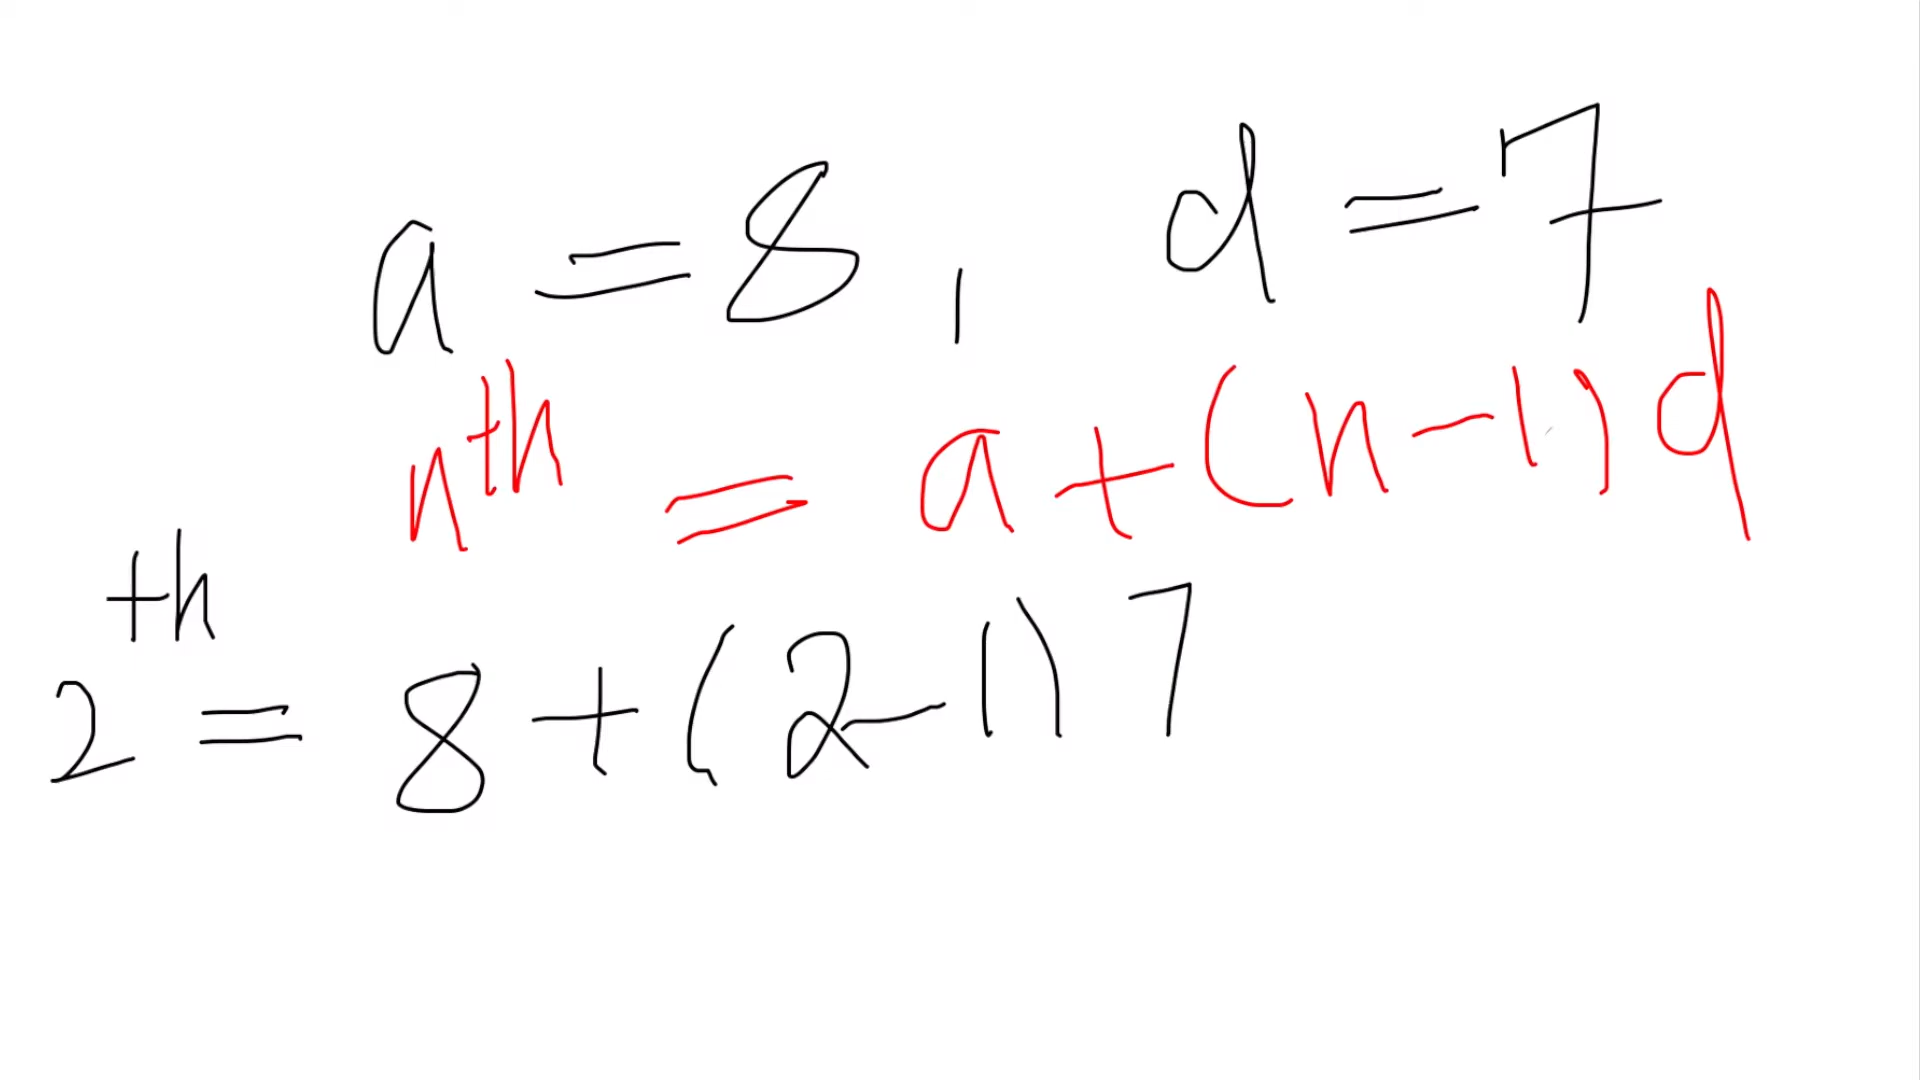 a = 8, d = 7
nth = a + (n - 1) d
2th = 8 + (2 - 1) 7